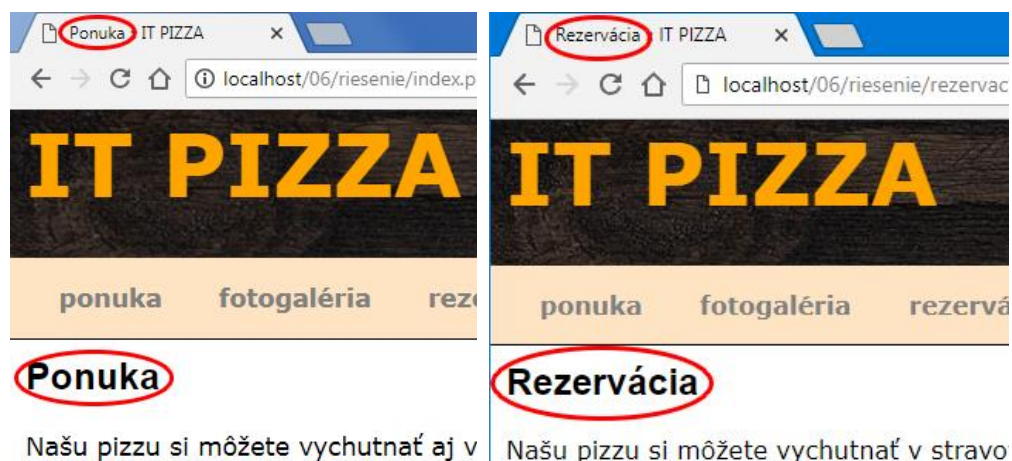 Ponuka : IT PIZZA
localhost/06/riesenie/index.p
IT PIZZA
ponuka fotogaléria
Ponuka
Našu pizzu si môžete vychutnať aj v
Rezervácia : IT PIZZA
localhost/06/riesenie/rezervac
IT PIZZA
ponuka fotogaléria rezervá
Rezervácia
Našu pizzu si môžete vychutnať v stravo